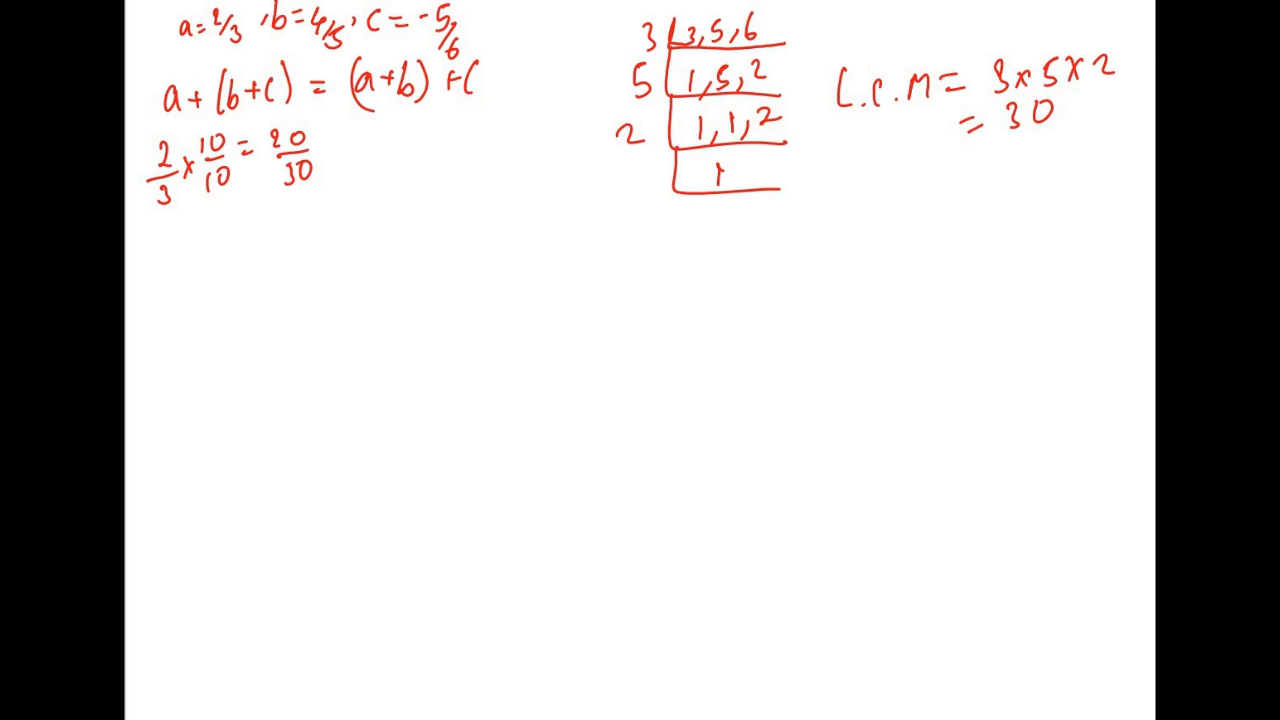 a = 2/3 , b = 4/5 , c = -5/6
a + (b+c) = (a+b) + c
2/3 × 10/10 = 20/30
3 | 3, 5, 6
5 | 1, 5, 2
2 | 1, 1, 2
1
L.C.M = 3 × 5 × 2
= 30